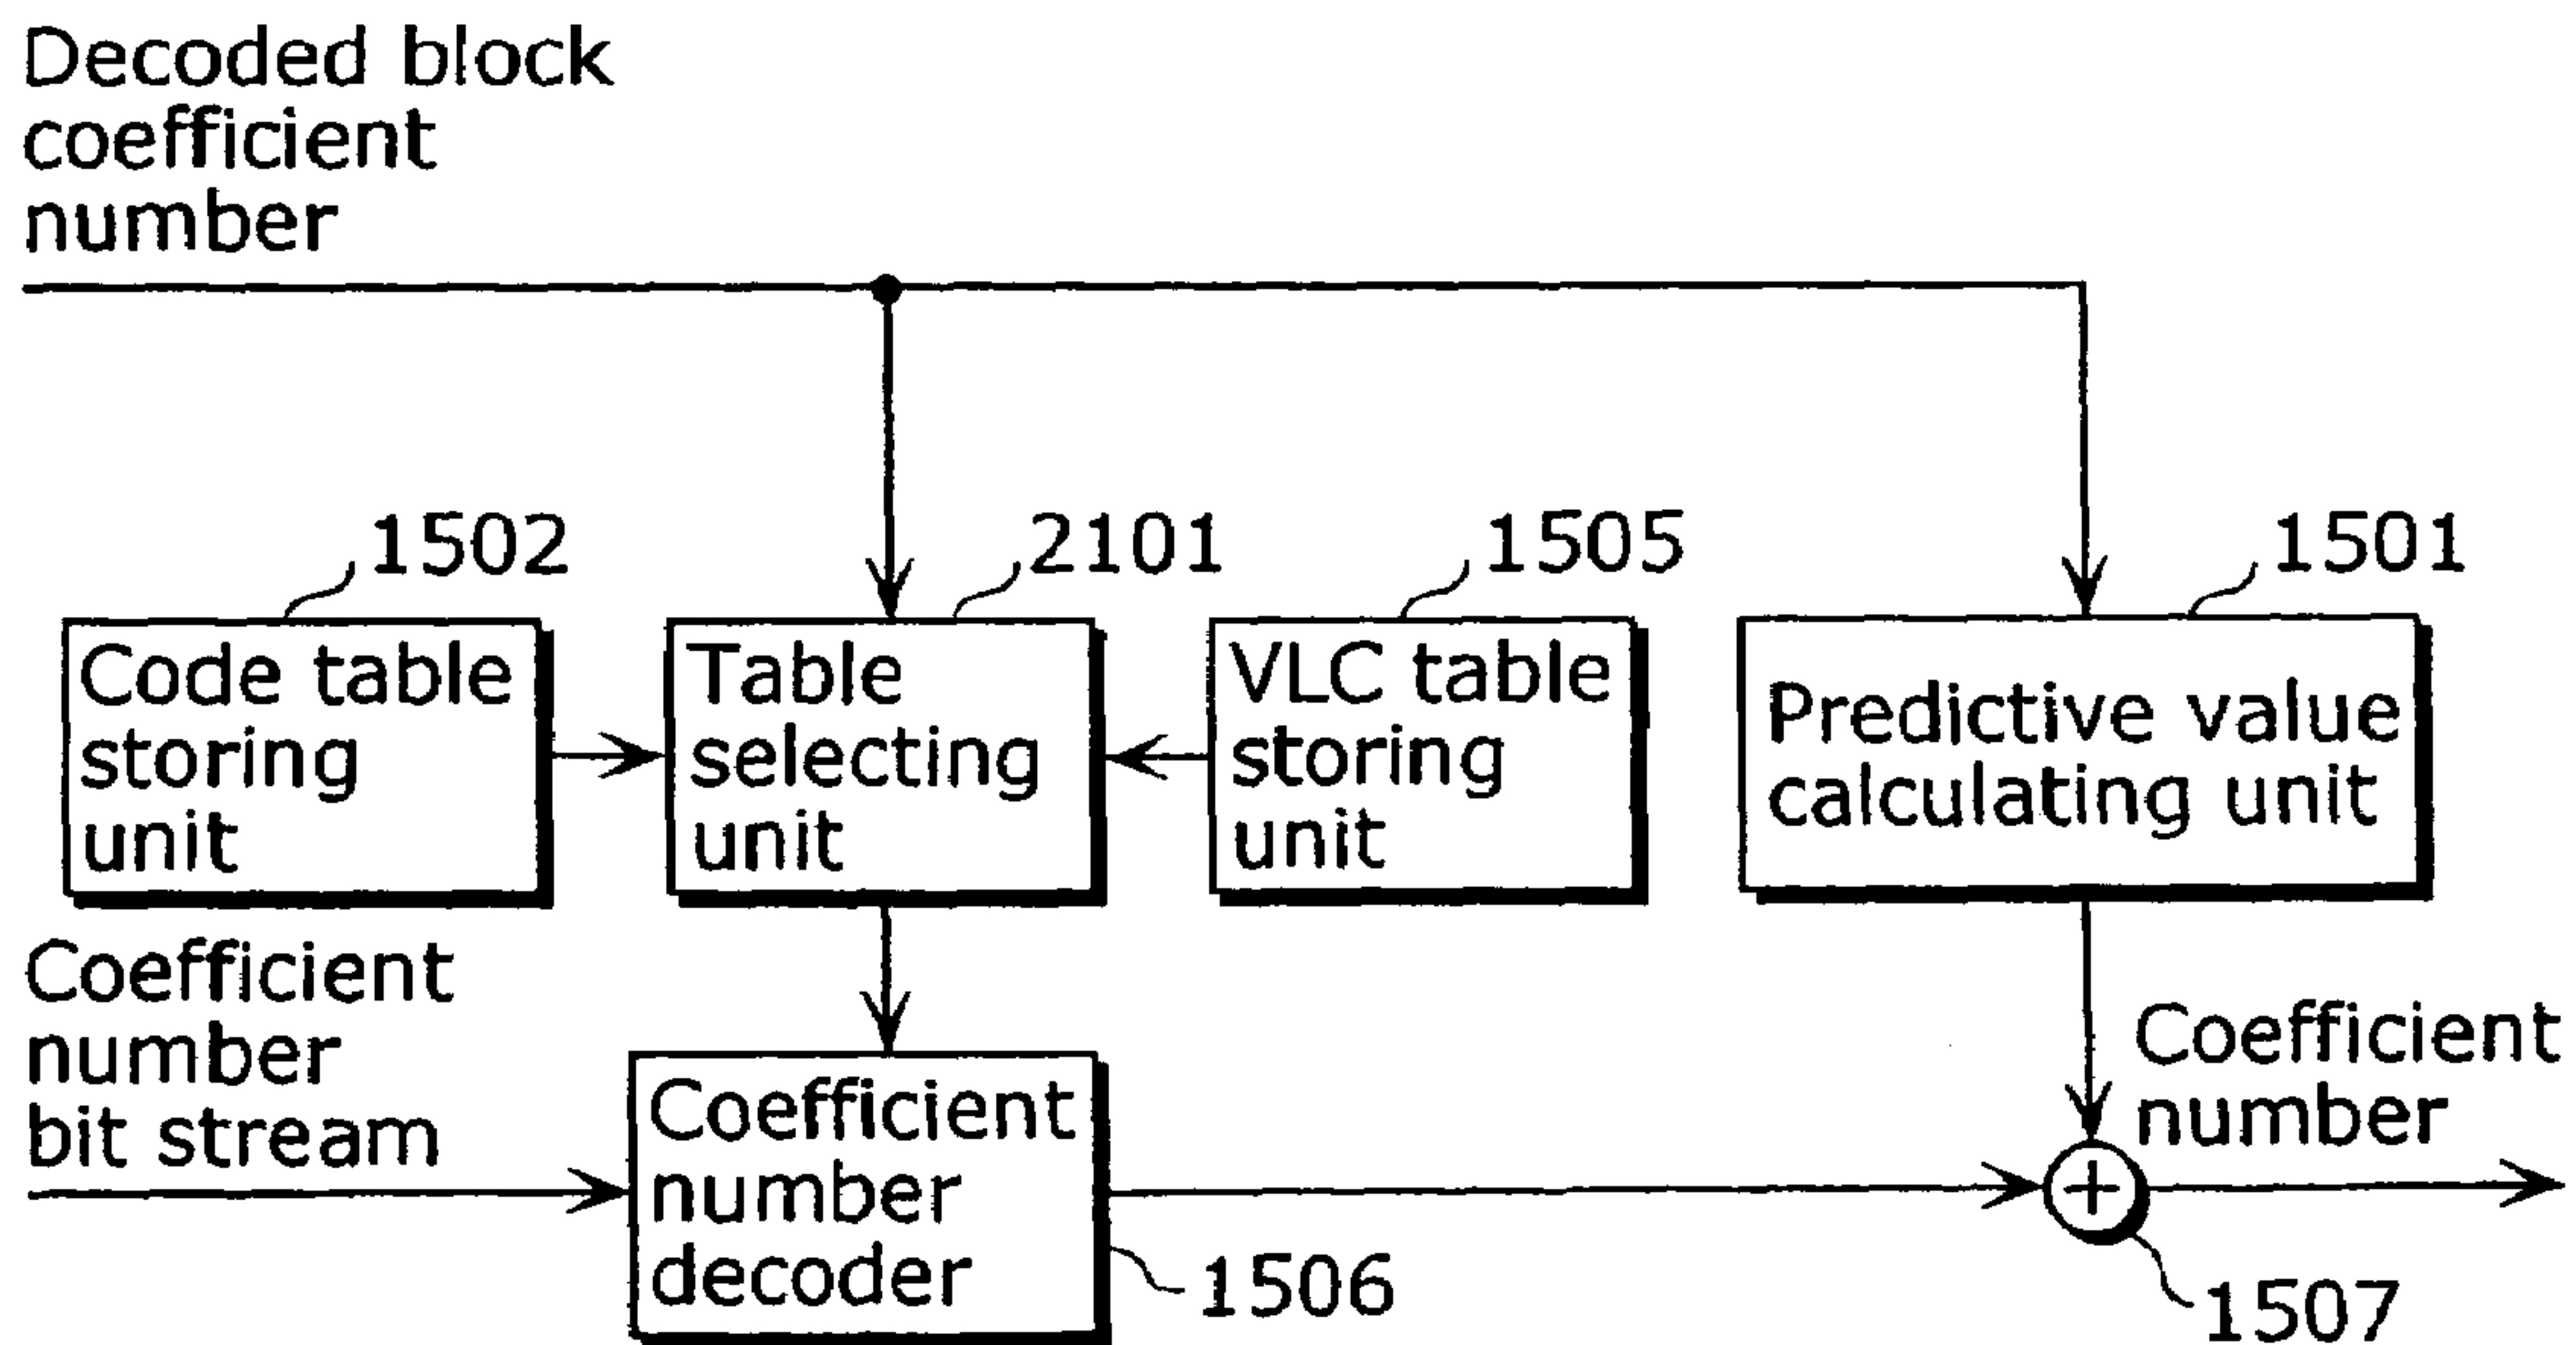 Decoded block
coefficient
number
1502
2101
1505
1501
Code table
storing
unit
Table
selecting
unit
VLC table
storing
unit
Predictive value
calculating unit
Coefficient
number
bit stream
Coefficient
number
decoder
1506
Coefficient
number
+
1507